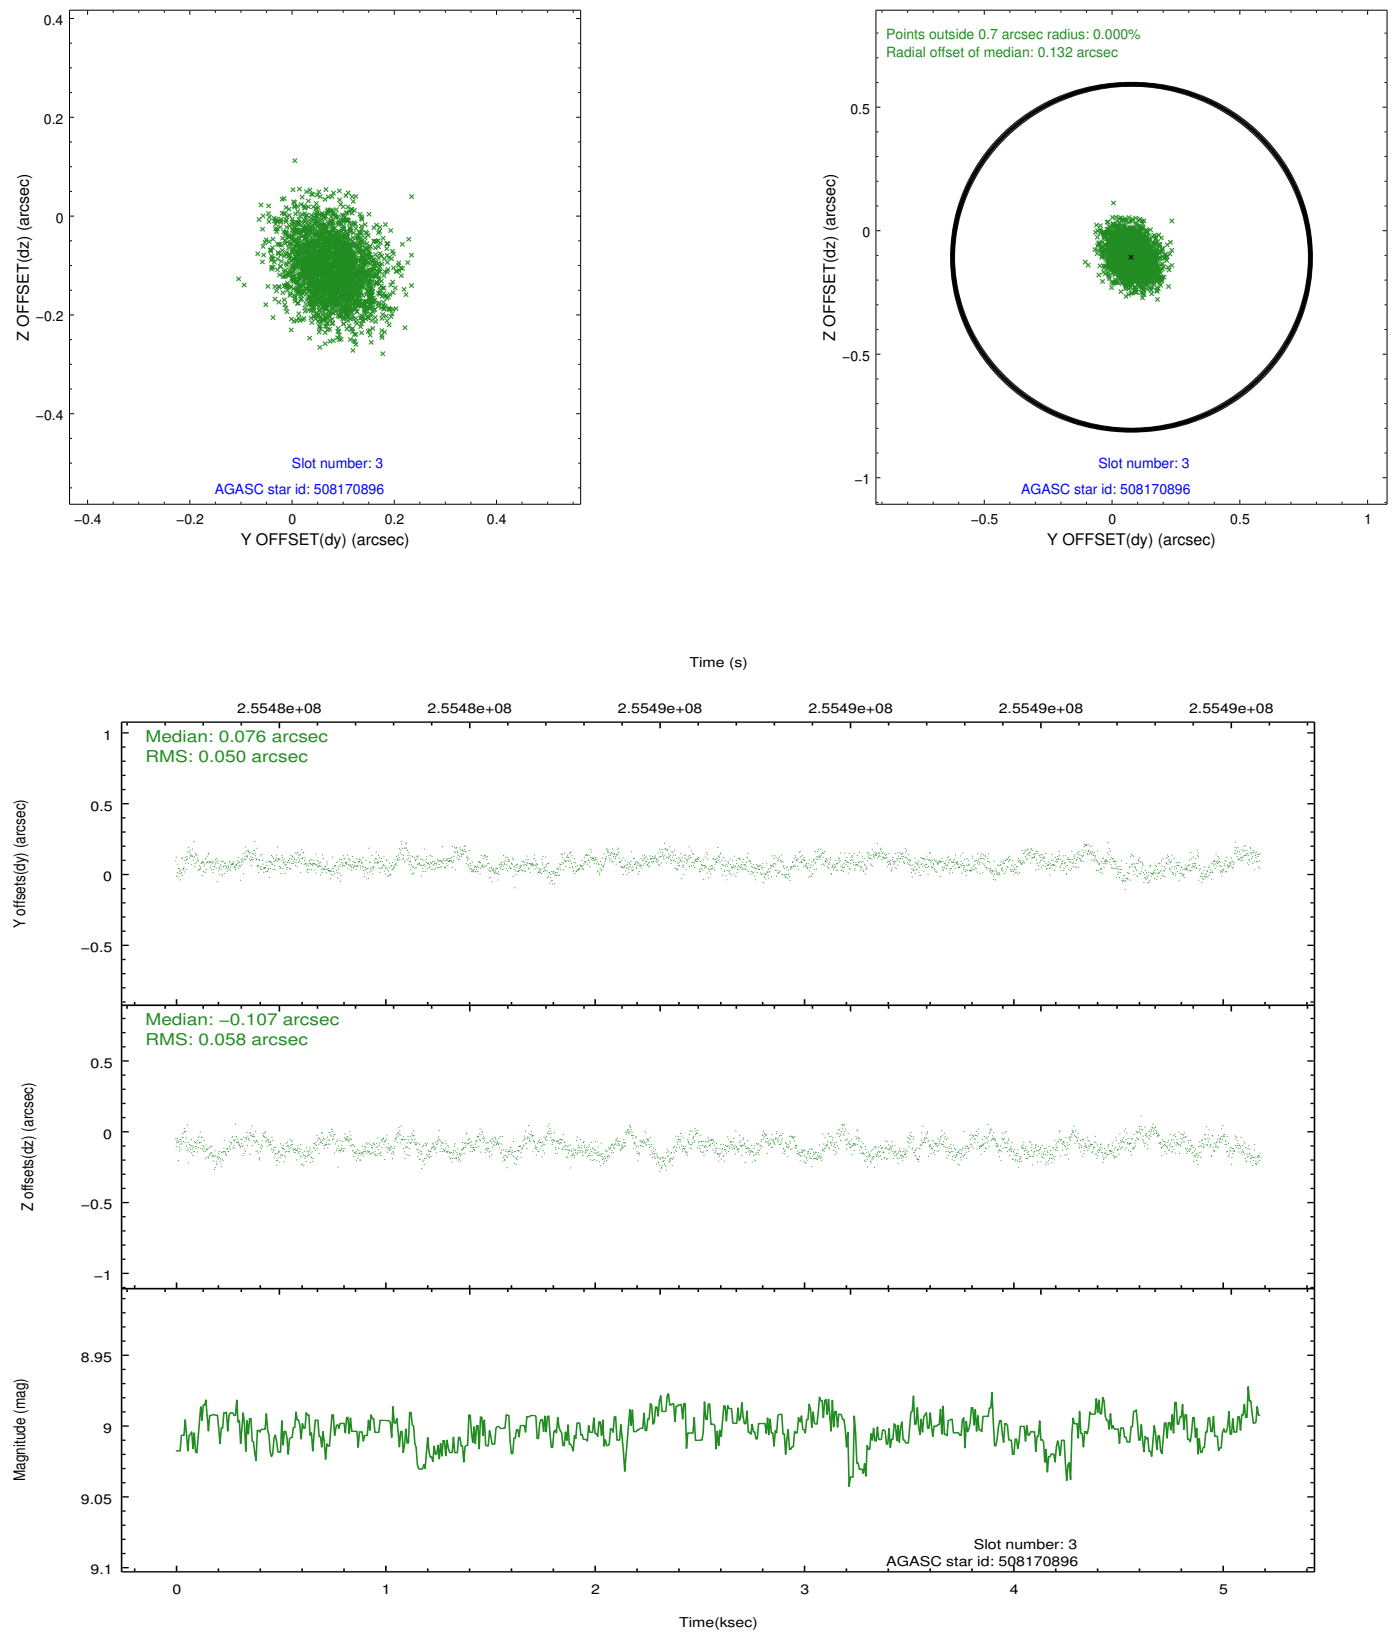 0.4
0.2
0
−0.2
−0.4
Z OFFSET(dz) (arcsec)
Slot number: 3
AGASC star id: 508170896
−0.4
−0.2
0
0.2
0.4
Y OFFSET(dy) (arcsec)
Points outside 0.7 arcsec radius: 0.000%
Radial offset of median: 0.132 arcsec
0.5
0
−0.5
−1
Z OFFSET(dz) (arcsec)
Slot number: 3
AGASC star id: 508170896
−0.5
0
0.5
1
Y OFFSET(dy) (arcsec)
Time (s)
2.5548e+08
2.5548e+08
2.5549e+08
2.5549e+08
2.5549e+08
2.5549e+08
Median: 0.076 arcsec
RMS: 0.050 arcsec
1
0.5
0
−0.5
Y offsets(dy) (arcsec)
Median: −0.107 arcsec
RMS: 0.058 arcsec
0.5
0
−0.5
−1
Z offsets(dz) (arcsec)
8.95
9
9.05
9.1
Magnitude (mag)
Slot number: 3
AGASC star id: 508170896
0
1
2
3
4
5
Time(ksec)